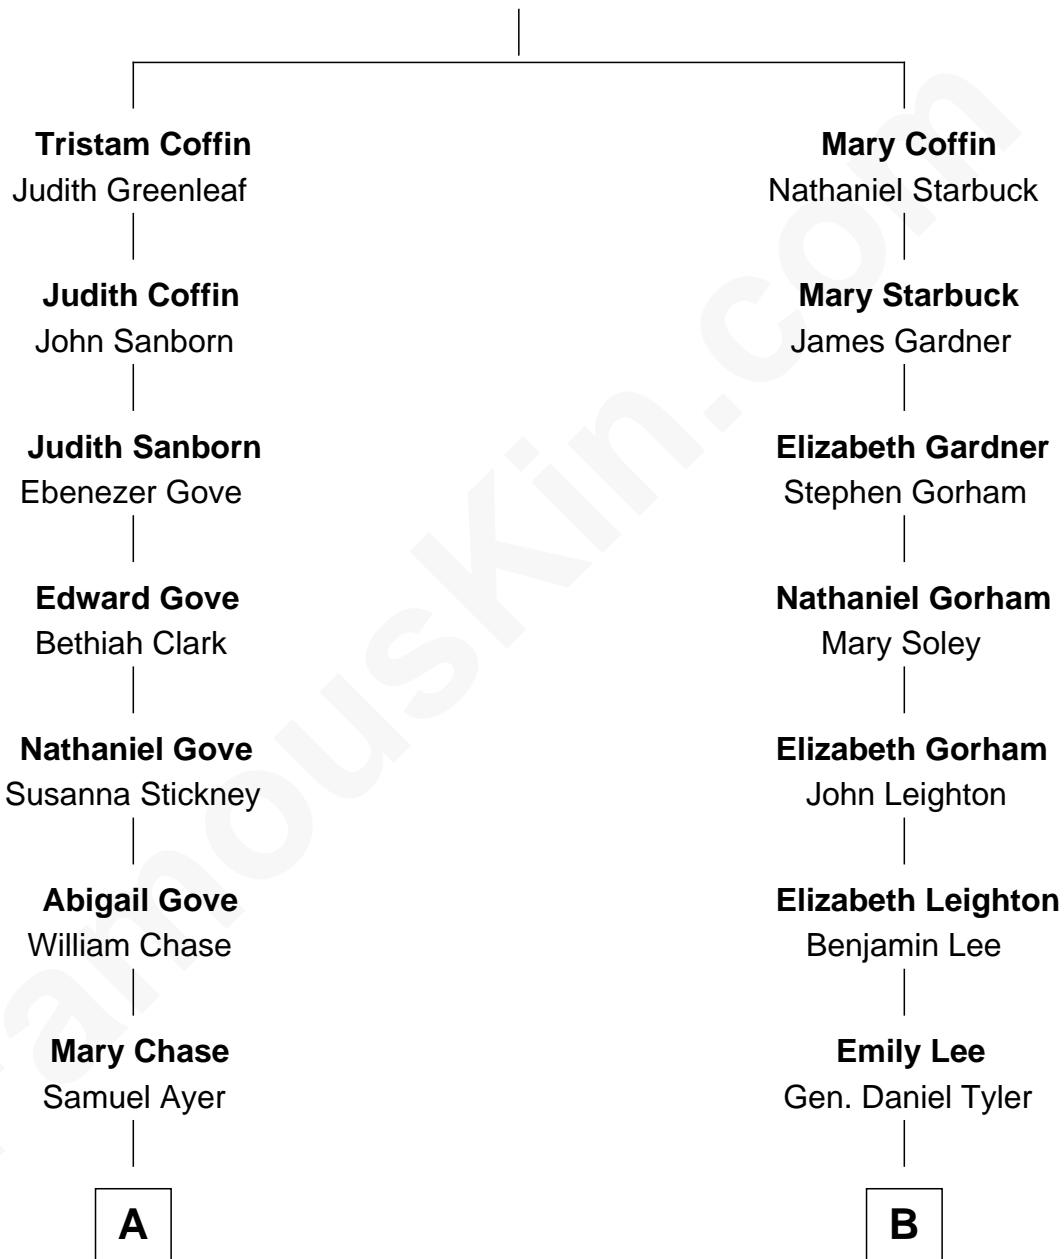 Tristam Coffin
Judith Greenleaf
Judith Coffin
John Sanborn
Judith Sanborn
Ebenezer Gove
Edward Gove
Bethiah Clark
Nathaniel Gove
Susanna Stickney
Abigail Gove
William Chase
Mary Chase
Samuel Ayer
A
Mary Coffin
Nathaniel Starbuck
Mary Starbuck
James Gardner
Elizabeth Gardner
Stephen Gorham
Nathaniel Gorham
Mary Soley
Elizabeth Gorham
John Leighton
Elizabeth Leighton
Benjamin Lee
Emily Lee
Gen. Daniel Tyler
B
FamousKin.com